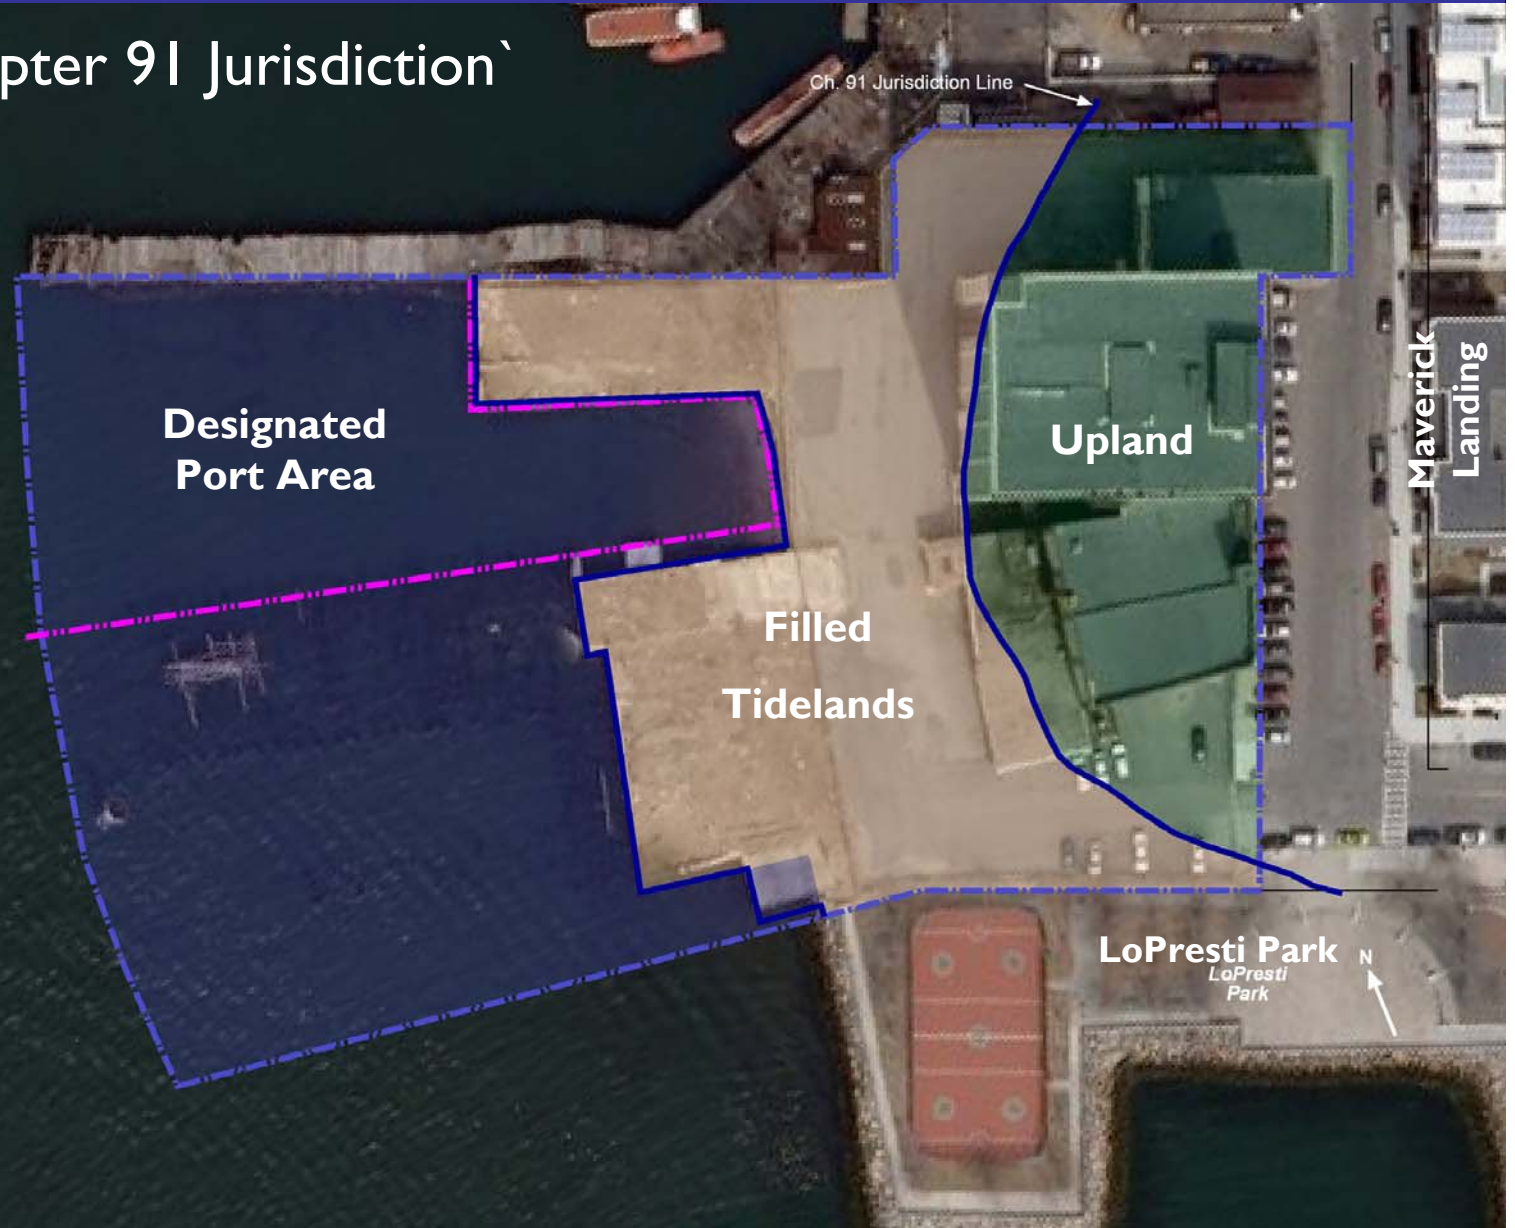 pter 91 Jurisdiction`
Ch. 91 Jurisdiction Line
Designated
Port Area
Upland
Maverick
Landing
Filled
Tidelands
LoPresti Park
LoPresti
Park
N